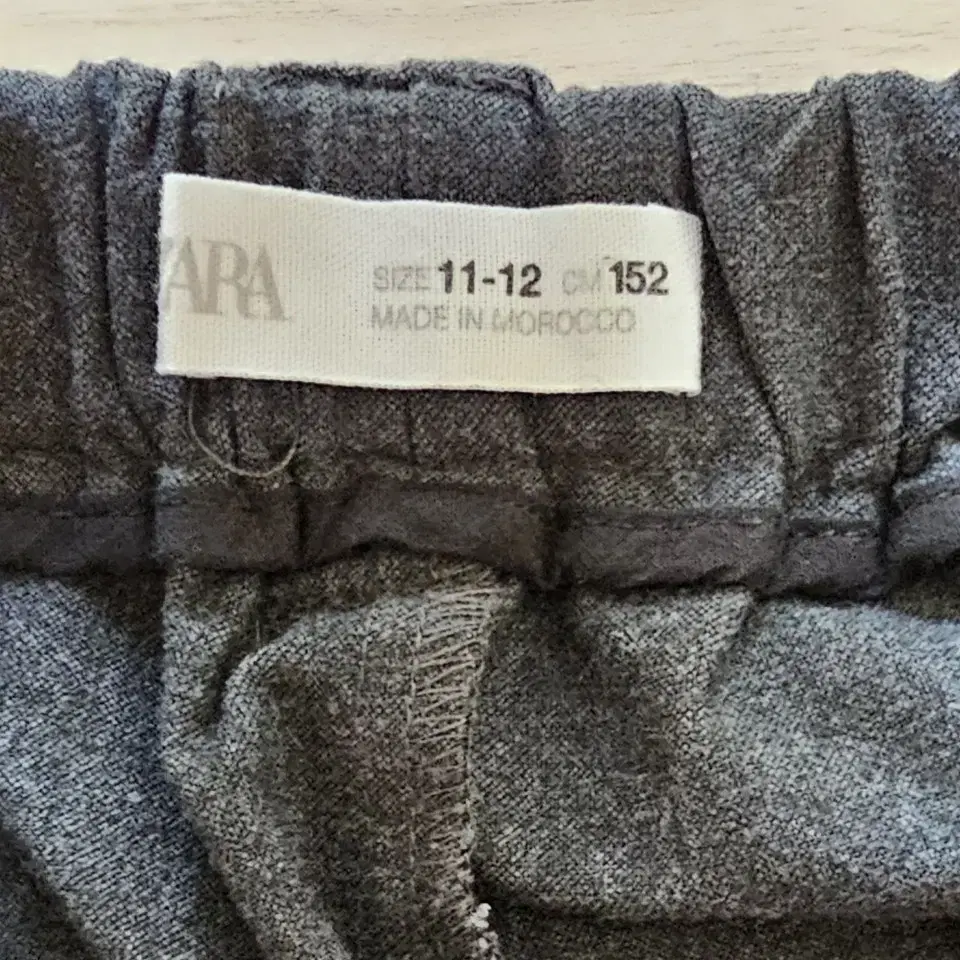 ZARA
SIZE 11-12 CM 152
MADE IN MOROCCO